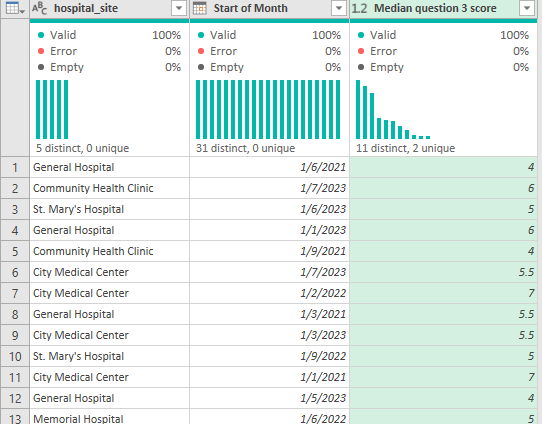 ABC hospital_site Start of Month 1.2 Median question 3 score
Valid 100% Valid 100% Valid 100%
Error 0% Error 0% Error 0%
Empty 0% Empty 0% Empty 0%
5 distinct, 0 unique 31 distinct, 0 unique 11 distinct, 2 unique
1 General Hospital 1/6/2021 4
2 Community Health Clinic 1/7/2023 6
3 St. Mary's Hospital 1/6/2023 5
4 General Hospital 1/1/2023 6
5 Community Health Clinic 1/9/2021 4
6 City Medical Center 1/7/2023 5.5
7 City Medical Center 1/2/2022 7
8 General Hospital 1/3/2021 5.5
9 City Medical Center 1/3/2023 5.5
10 St. Mary's Hospital 1/9/2022 5
11 City Medical Center 1/1/2021 7
12 General Hospital 1/5/2023 4
13 Memorial Hospital 1/6/2022 5